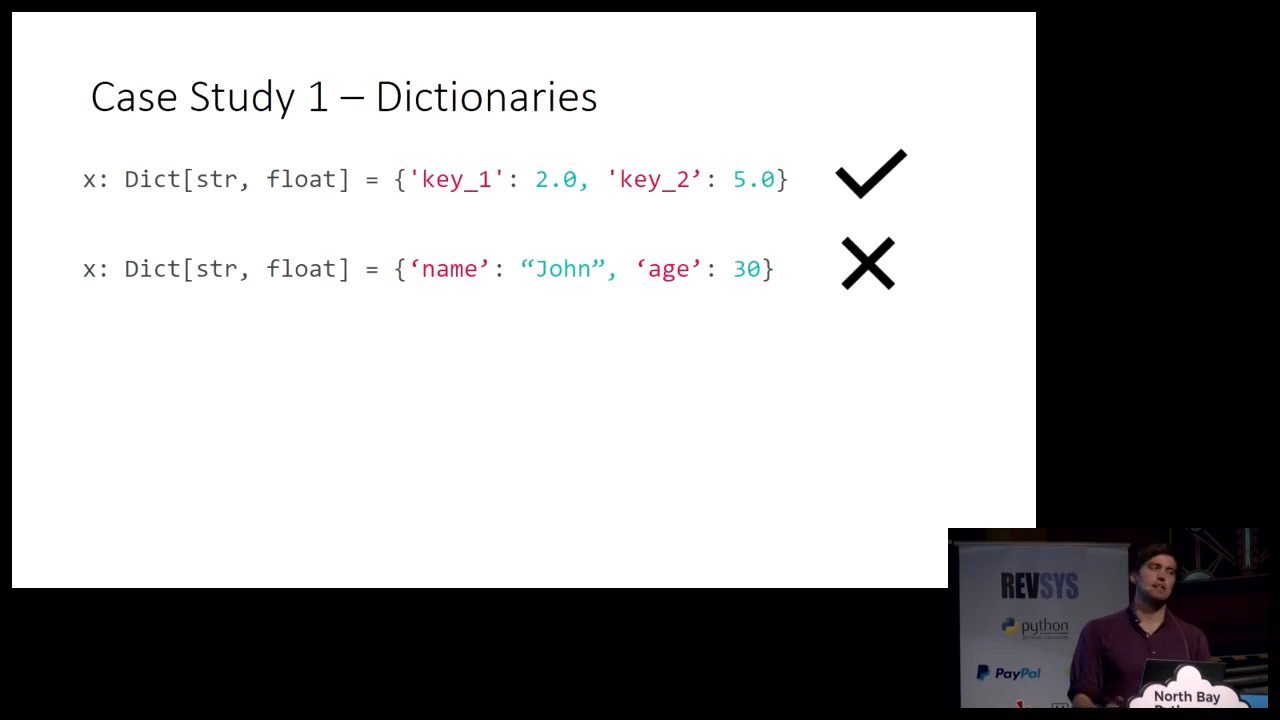 Case Study 1 – Dictionaries
x: Dict[str, float] = {'key_1': 2.0, 'key_2’: 5.0}
x: Dict[str, float] = {‘name’: “John”, ‘age’: 30}
REVSYS
python
PayPal
North Bay